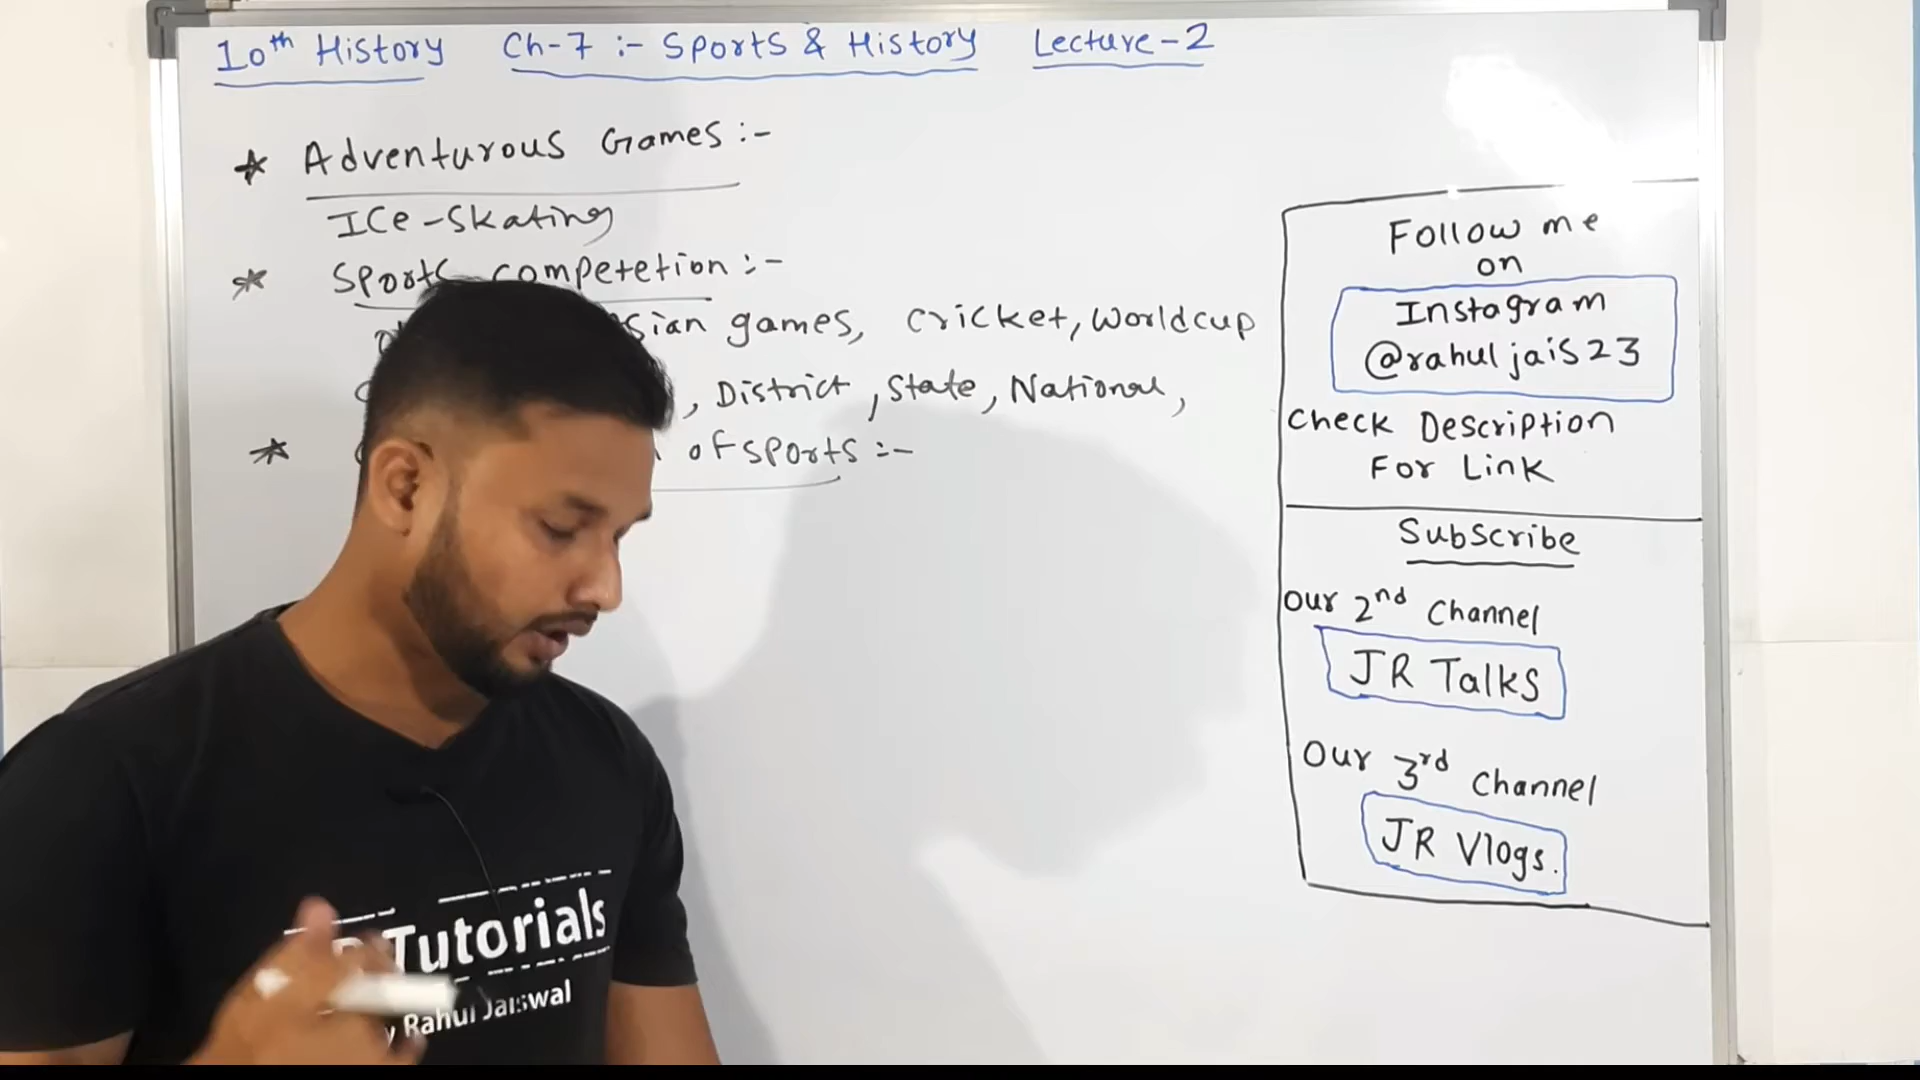 10th History Ch-7 :- Sports & History Lecture-2
* Adventurous Games :-
ICe-Skating
* Sports competetion :-
games, cricket, Worldcup
, District, State, National,
* of sports :-
Follow me
on
Instagram
@rahuljais23
Check Description
For Link
Subscribe
Our 2nd Channel
JR Talks
Our 3rd Channel
JR Vlogs.
Tutorials
Rahul Jaiswal